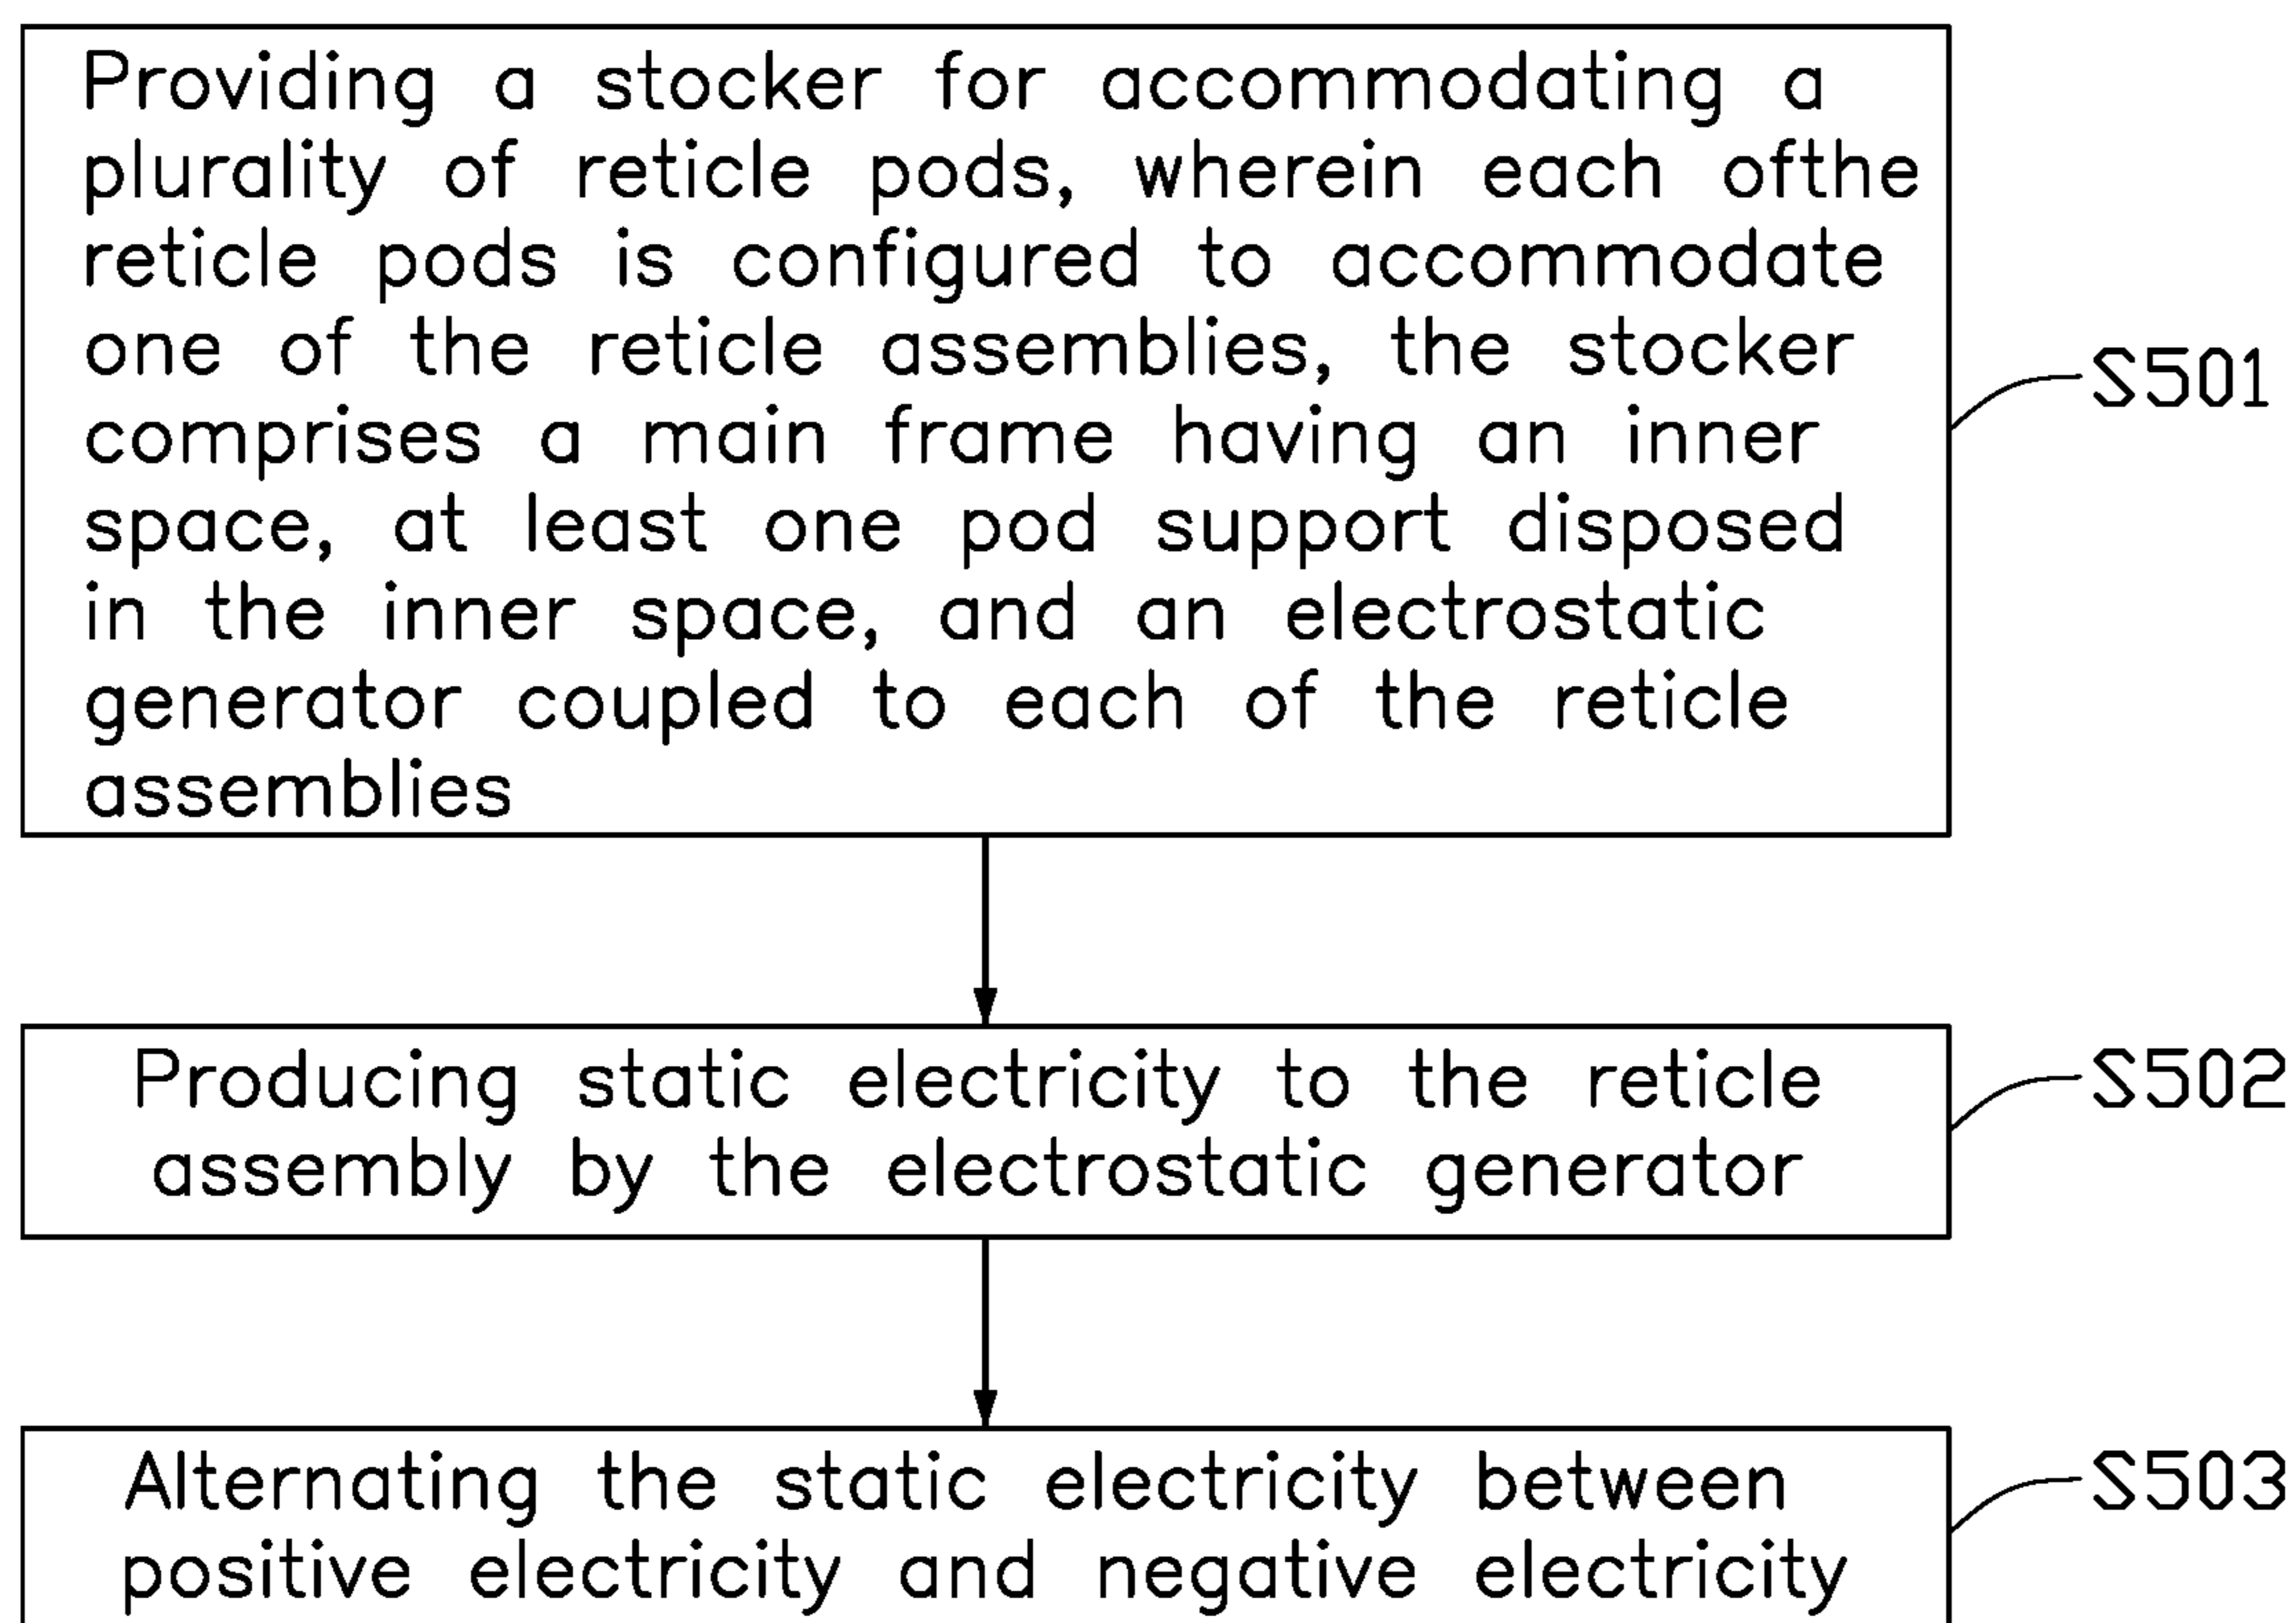 Providing a stocker for accommodating a
plurality of reticle pods, wherein each ofthe
reticle pods is configured to accommodate
one of the reticle assemblies, the stocker
comprises a main frame having an inner
space, at least one pod support disposed
in the inner space, and an electrostatic
generator coupled to each of the reticle
assemblies
S501
Producing static electricity to the reticle
assembly by the electrostatic generator
S502
Alternating the static electricity between
positive electricity and negative electricity
S503